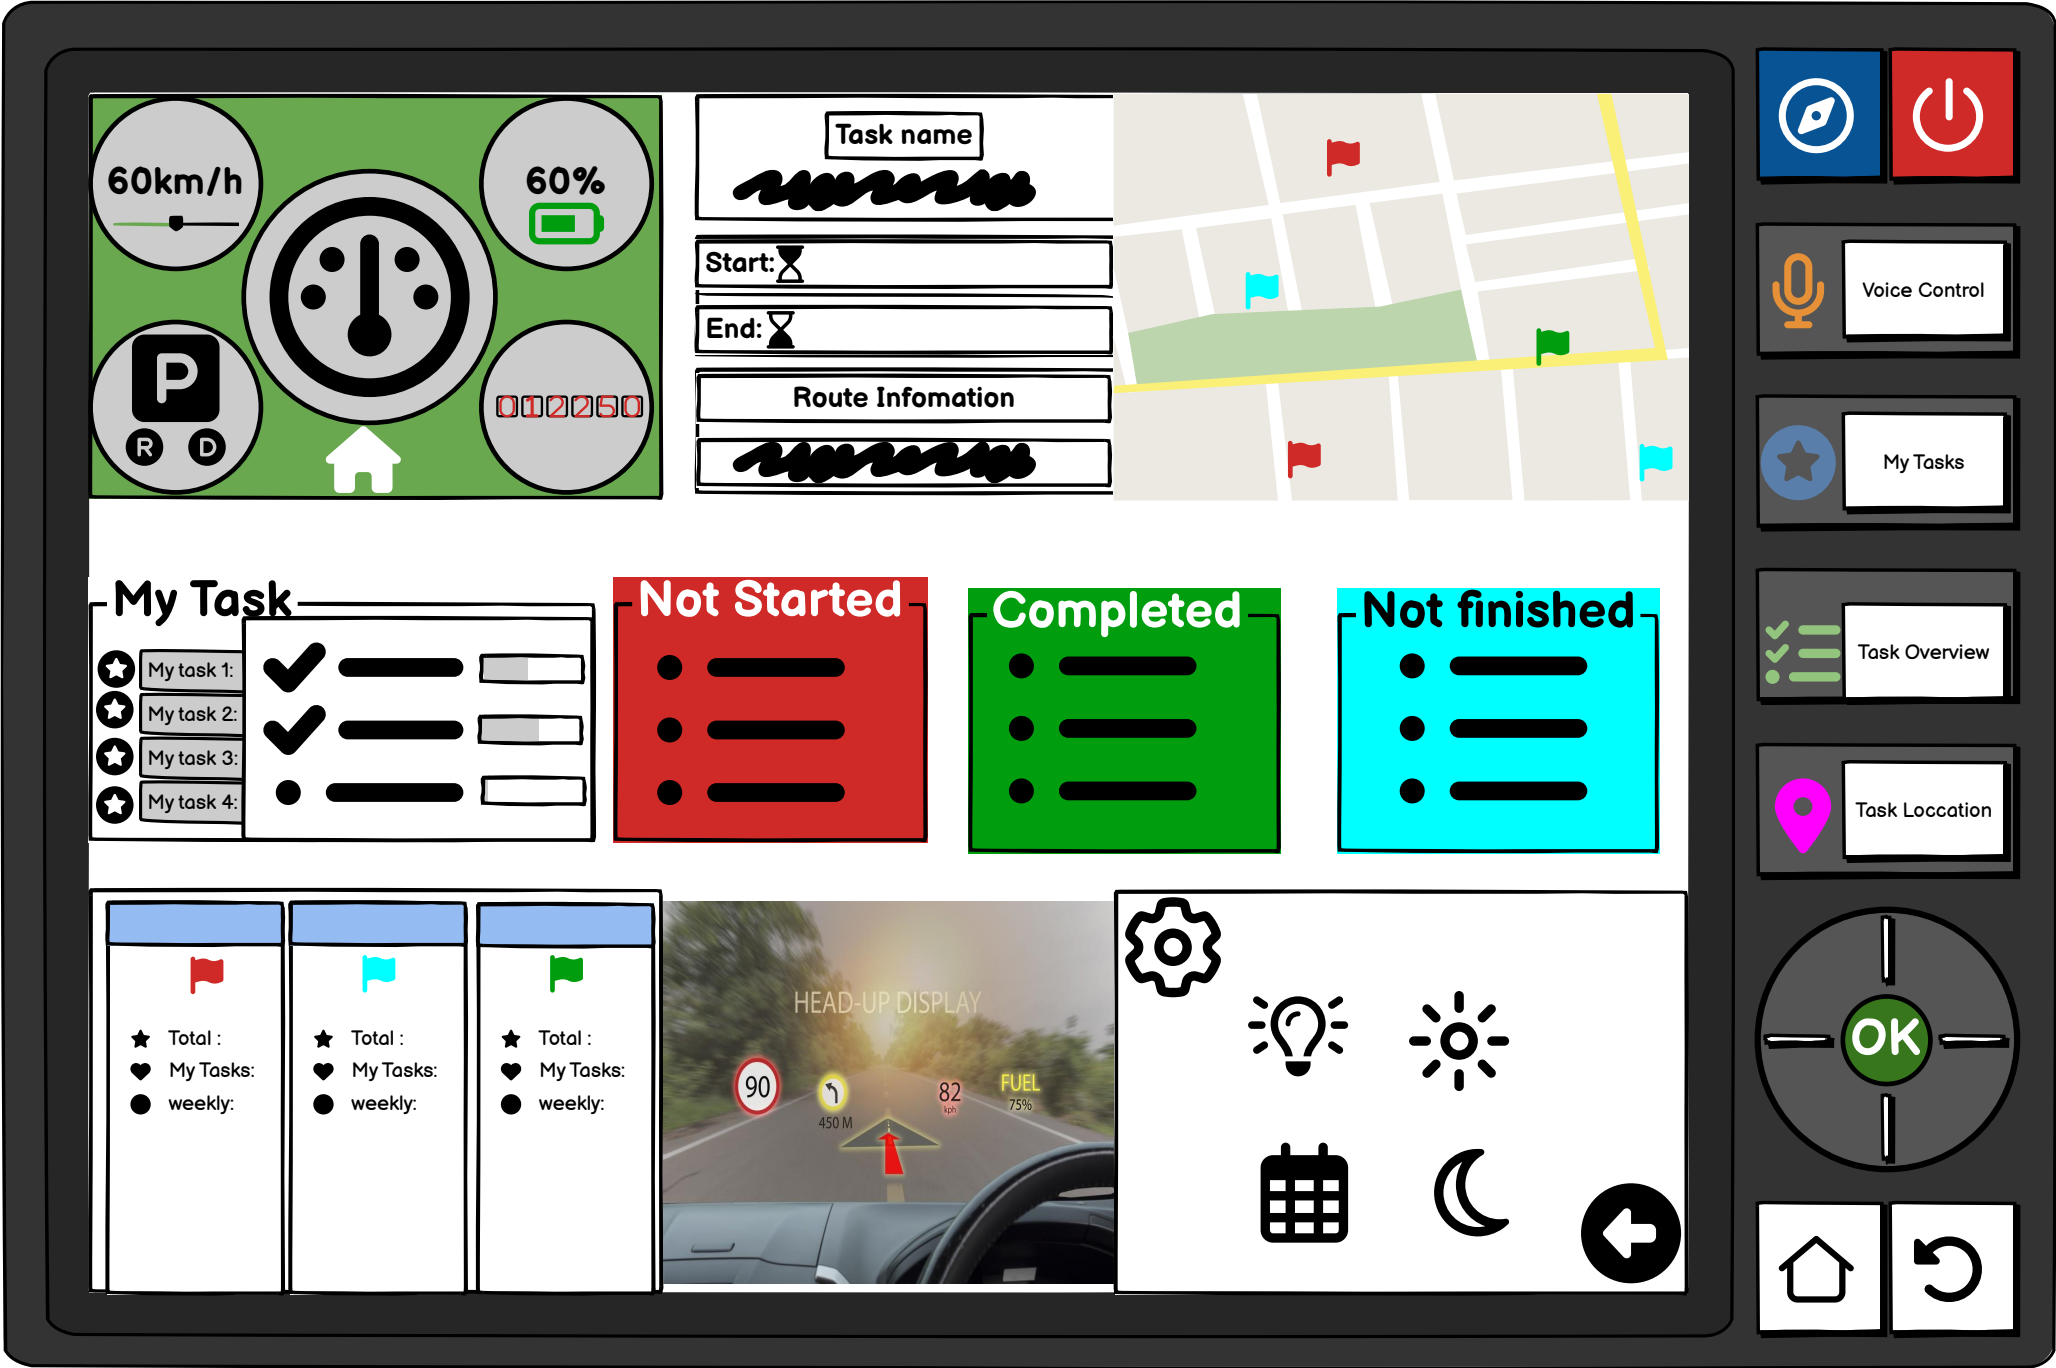 60km/h
60%
P
R
D
012250
Task name
Start:
End:
Route Infomation
Voice Control
My Tasks
Task Overview
Task Loccation
OK
My Task
My task 1:
My task 2:
My task 3:
My task 4:
Not Started
Completed
Not finished
Total :
My Tasks:
weekly:
Total :
My Tasks:
weekly:
Total :
My Tasks:
weekly:
HEAD-UP DISPLAY
90
450 M
82
kph
FUEL
75%